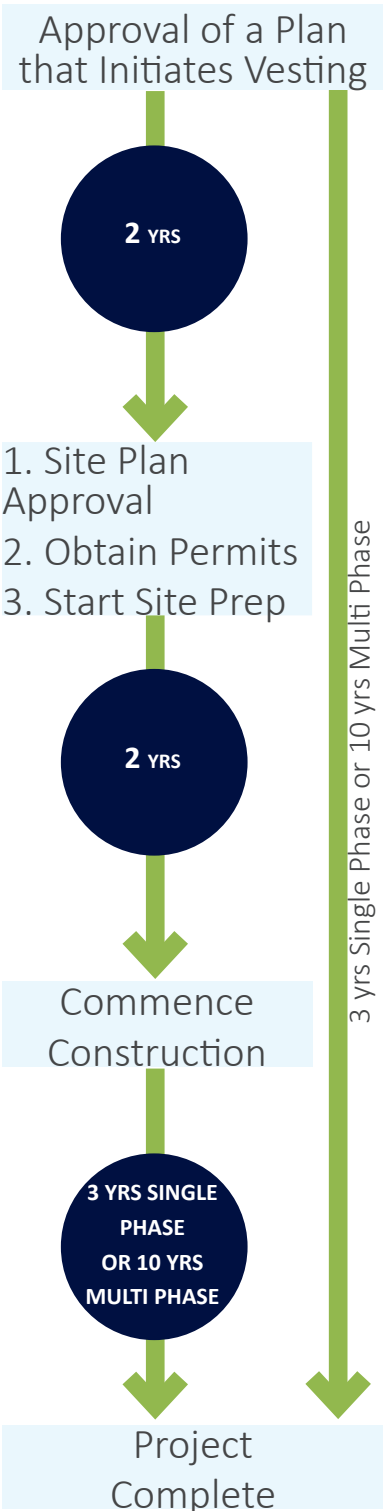 Approval of a Plan
that Initiates Vesting
2 YRS
1. Site Plan
Approval
2. Obtain Permits
3. Start Site Prep
2 YRS
3 yrs Single Phase or 10 yrs Multi Phase
Commence
Construction
3 YRS SINGLE
PHASE
OR 10 YRS
MULTI PHASE
Project
Complete